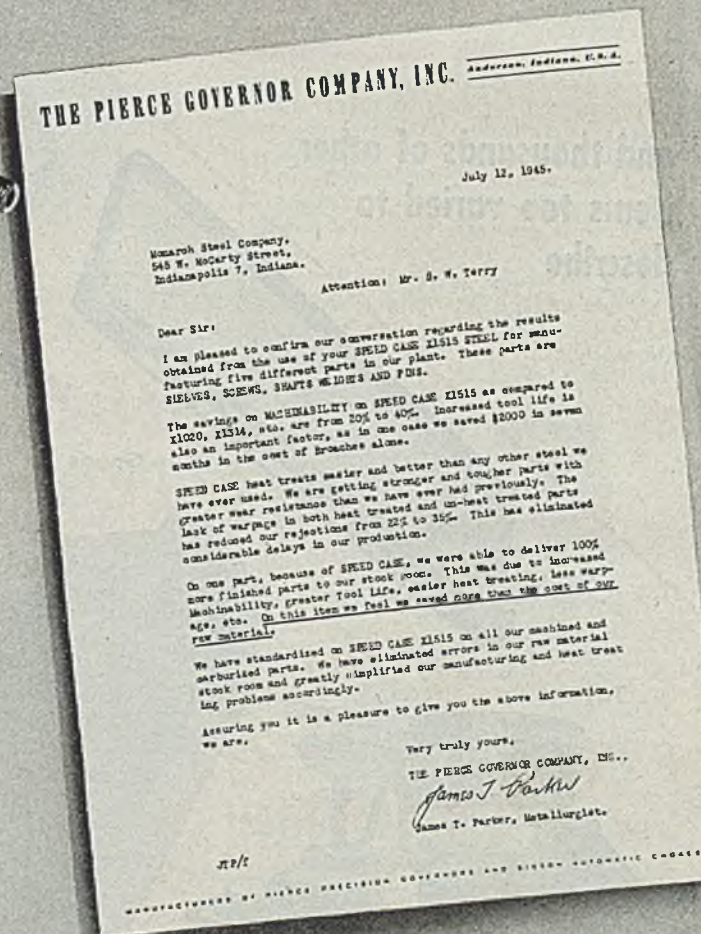 THE PIERCE GOVERNOR COMPANY, INC.
Anderson, Indiana, U.S.A.
July 12, 1945.
Monarch Steel Company,
545 W. McCarty Street,
Indianapolis 7, Indiana.
Attention: Mr. S. W. Terry
Dear Sir:
I am pleased to confirm our conversation regarding the results
obtained from the use of your SPEED CASE X1515 STEEL for manu-
facturing five different parts in our plant. These parts are
SLEEVES, SCREWS, SHAFTS WEIGHTS AND PINS.
The savings on MACHINABILITY on SPEED CASE X1515 as compared to
X1020, X1314, etc. are from 20% to 40%. Increased tool life is
also an important factor, as in one case we saved $2000 in seven
months in the cost of Broaches alone.
SPEED CASE heat treats easier and better than any other steel we
have ever used. We are getting stronger and tougher parts with
greater wear resistance than we have ever had previously. The
lack of warpage in both heat treated and un-heat treated parts
has reduced our rejections from 22% to 35%. This has eliminated
considerable delays in our production.
On one part, because of SPEED CASE, we were able to deliver 100%
more finished parts to our stock room. This was due to increased
Machinability, greater Tool Life, easier heat treating, less warp-
age, etc. On this item we feel we saved more than the cost of our
raw material.
We have standardized on SPEED CASE X1515 on all our machined and
carburized parts. We have eliminated errors in our raw material
stock room and greatly simplified our manufacturing and heat treat
ing problems accordingly.
Assuring you it is a pleasure to give you the above information,
we are,
Very truly yours,
THE PIERCE GOVERNOR COMPANY, INC.,
James T Parker
James T. Parker, Metallurgist.
JTP/f
MANUFACTURERS OF PIERCE PRECISION GOVERNORS AND SISSON AUTOMATIC CHOKES